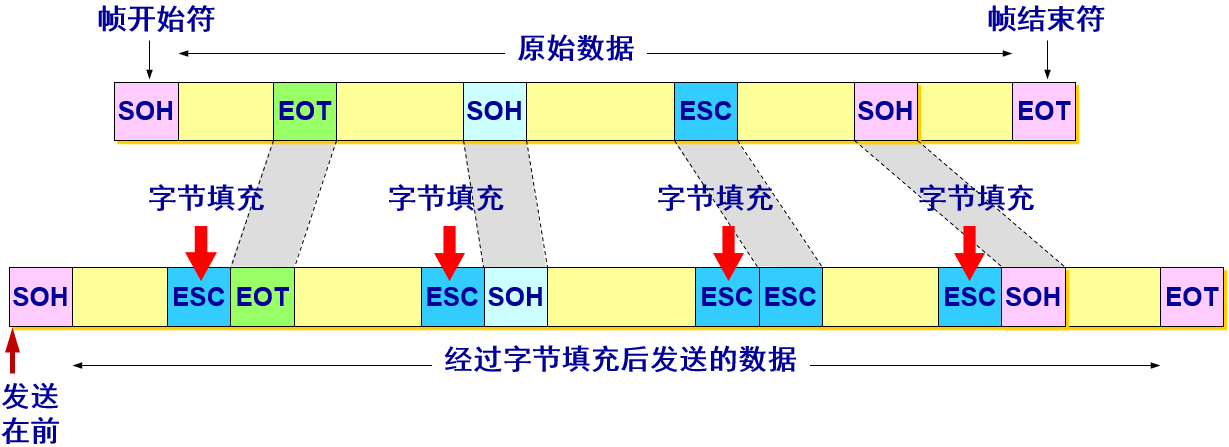 帧开始符
帧结束符
原始数据
SOH EOT SOH ESC SOH EOT
字节填充 字节填充 字节填充 字节填充
SOH ESC EOT ESC SOH ESC ESC ESC SOH EOT
经过字节填充后发送的数据
发送
在前